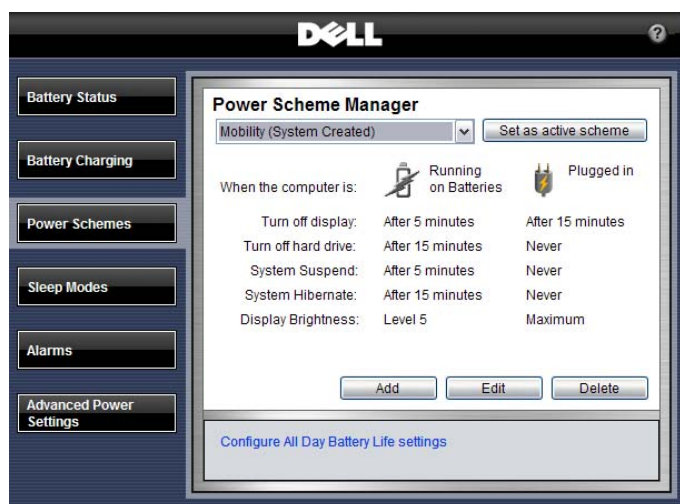 DELL
?
Battery Status
Battery Charging
Power Schemes
Sleep Modes
Alarms
Advanced Power
Settings
Power Scheme Manager
Mobility (System Created)
Set as active scheme
When the computer is: Running on Batteries Plugged in
Turn off display: After 5 minutes After 15 minutes
Turn off hard drive: After 15 minutes Never
System Suspend: After 5 minutes Never
System Hibernate: After 15 minutes Never
Display Brightness: Level 5 Maximum
Add Edit Delete
Configure All Day Battery Life settings